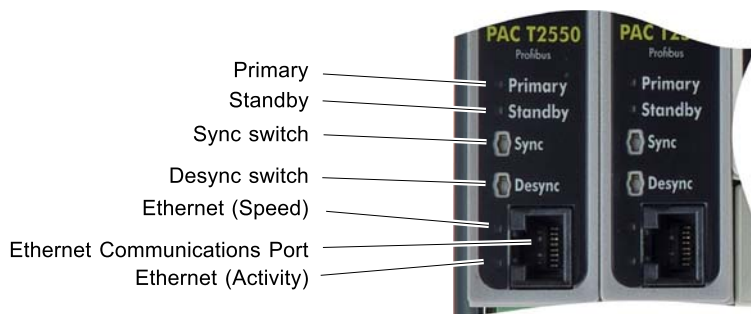 PAC T2550
Profibus
Primary
Standby
Sync
Desync
PAC
Profibus
Primary
Standby
Sync
Desync
Primary
Standby
Sync switch
Desync switch
Ethernet (Speed)
Ethernet Communications Port
Ethernet (Activity)